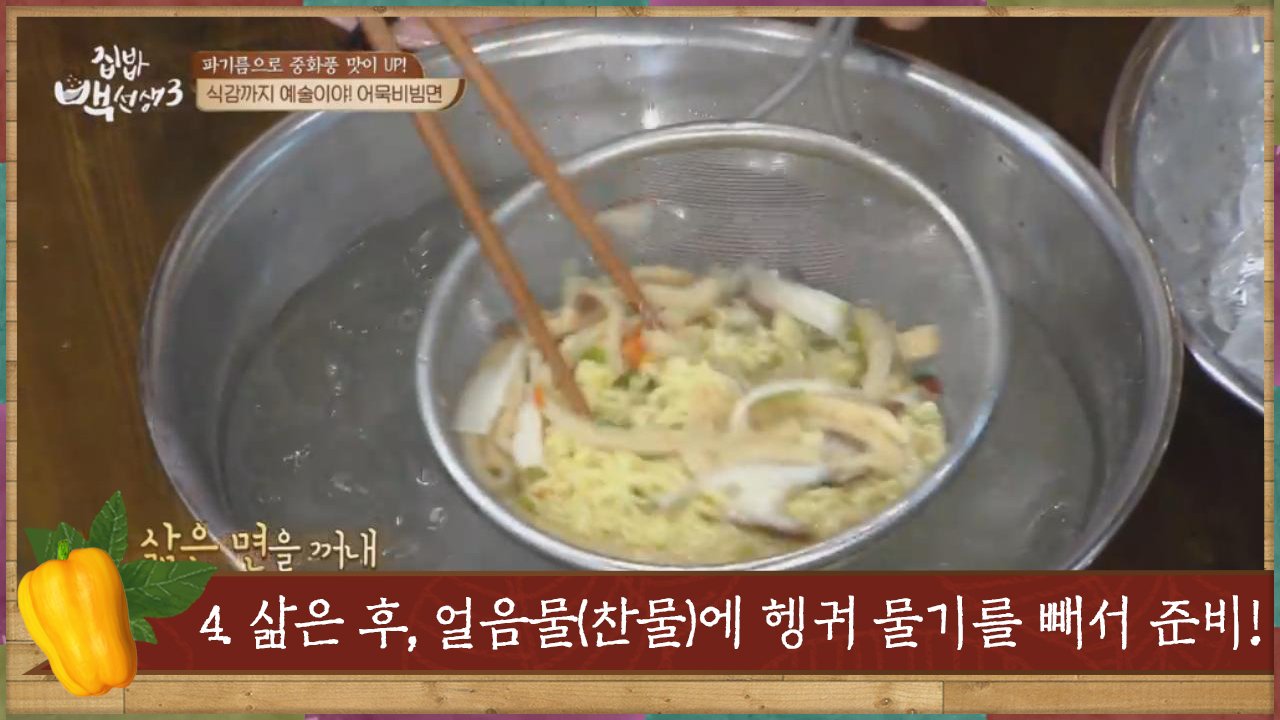 집밥
백선생3
파기름으로 중화풍 맛이 UP!
식감까지 예술이야! 어묵비빔면
삶은 면을 꺼내
4. 삶은 후, 얼음물(찬물)에 헹궈 물기를 빼서 준비!